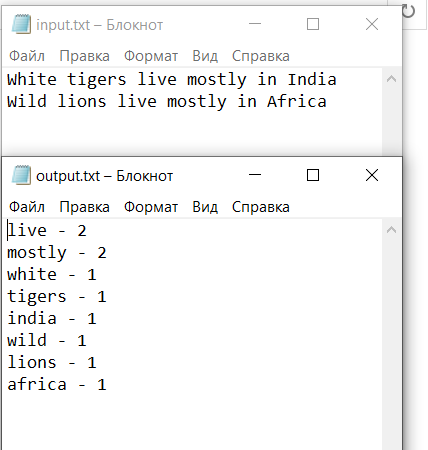 input.txt – Блокнот
Файл Правка Формат Вид Справка
White tigers live mostly in India
Wild lions live mostly in Africa
output.txt – Блокнот
Файл Правка Формат Вид Справка
live - 2
mostly - 2
white - 1
tigers - 1
india - 1
wild - 1
lions - 1
africa - 1